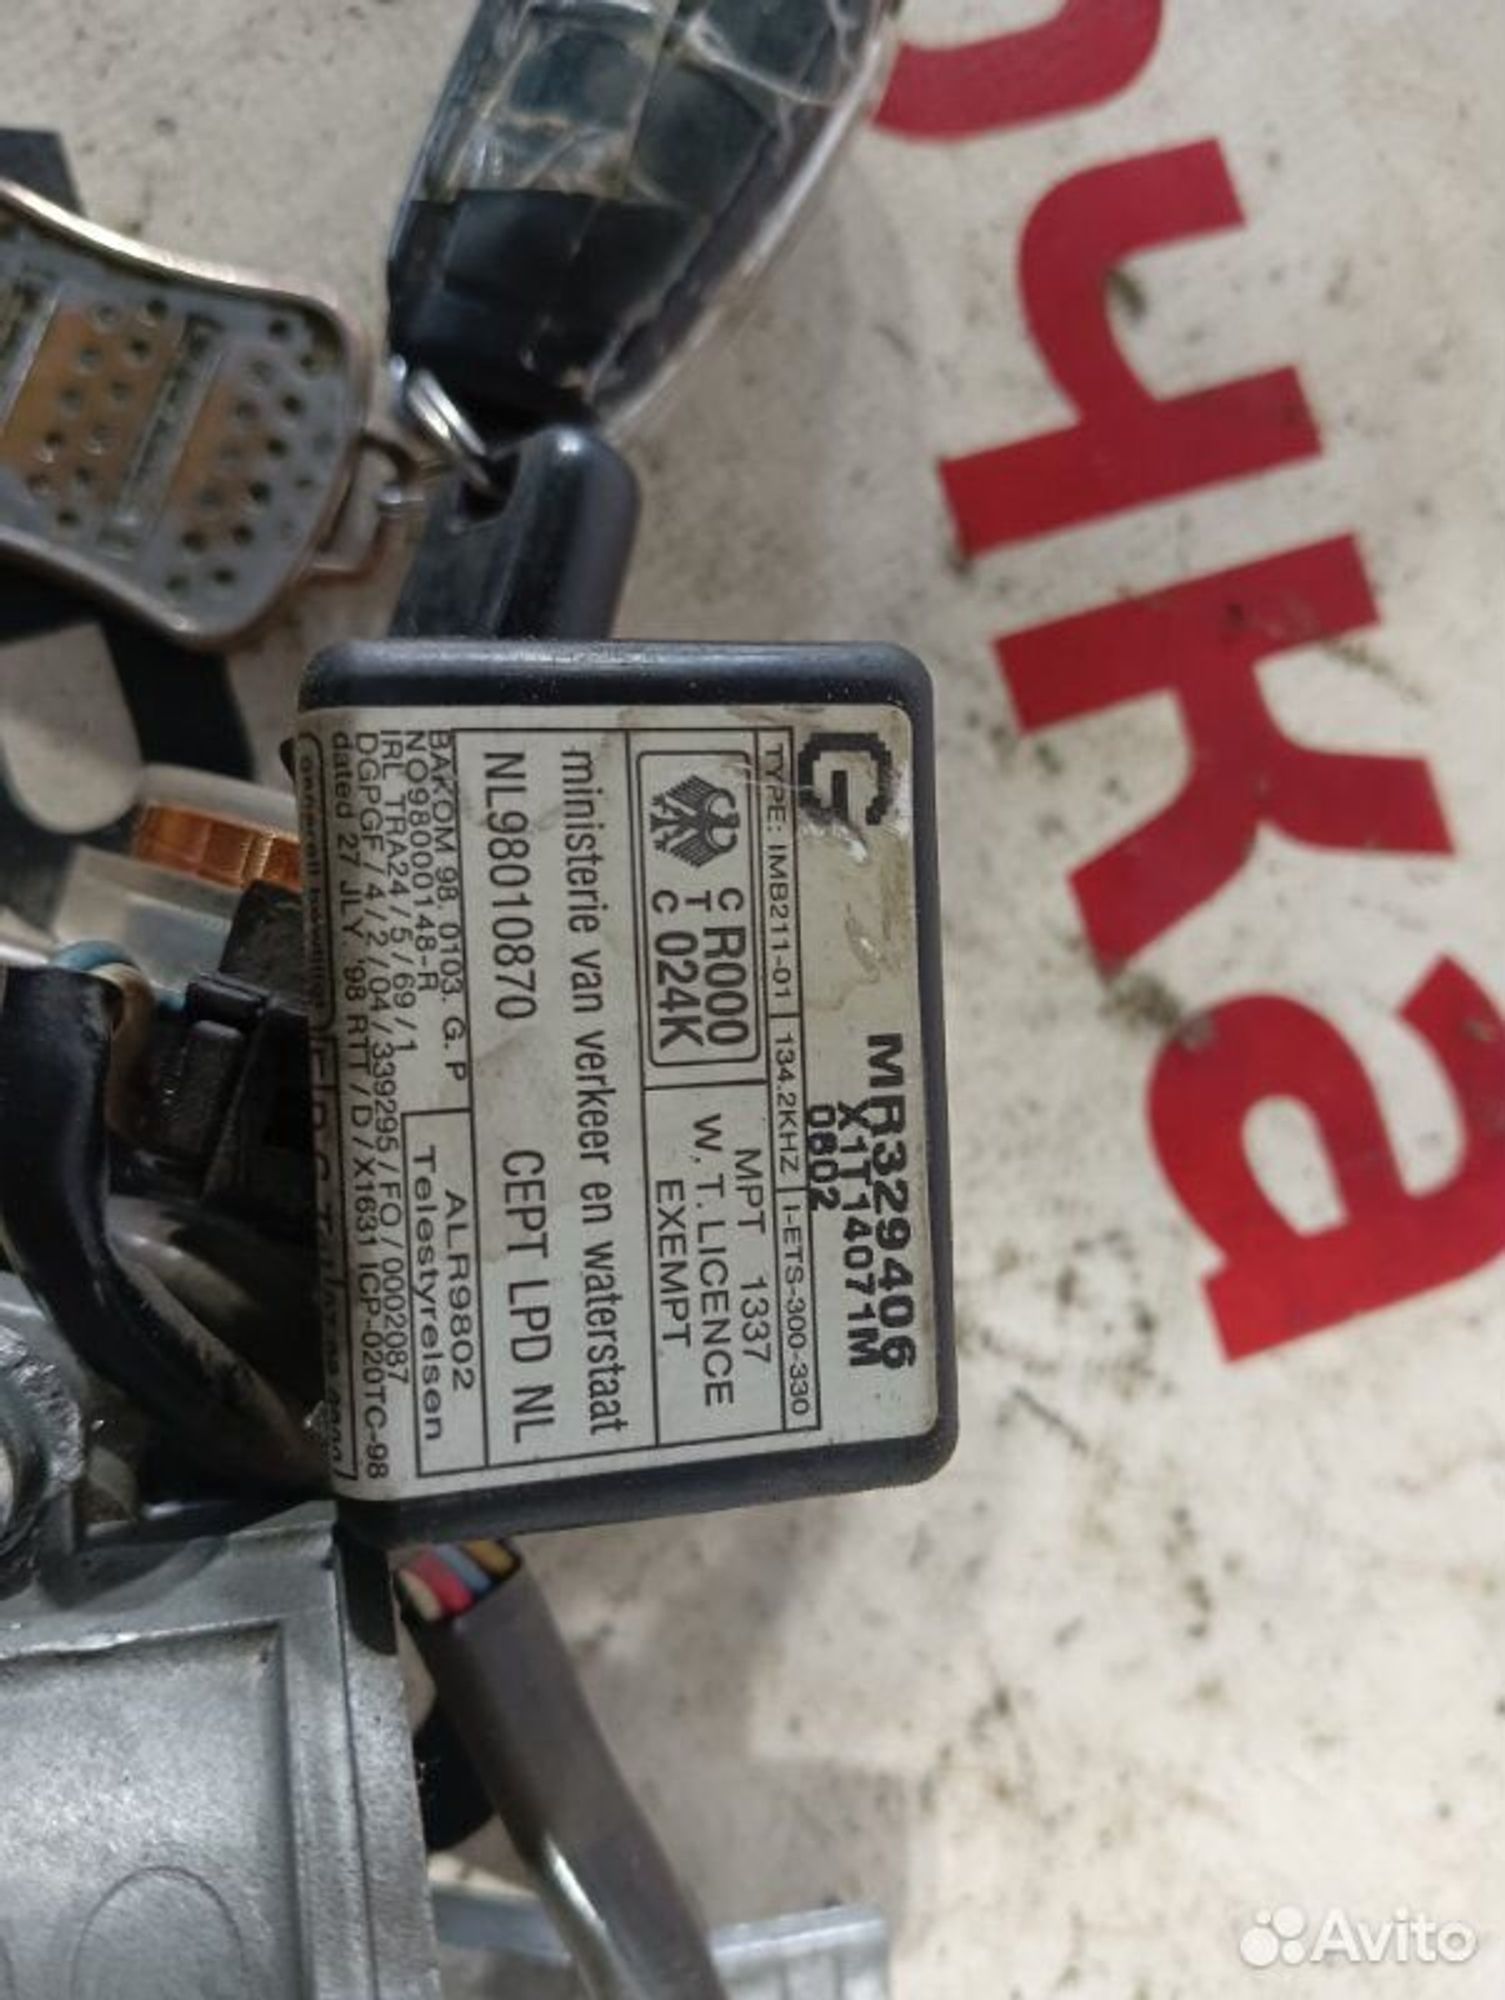 MR329406
X1T14071M
G 0802
TYPE: IMB211-01 134.2KHZ I-ETS-300-330
C T C R000 024K
MPT 1337
W.T.LICENCE
EXEMPT
ministerie van verkeer en waterstaat
NL98010870 CEPT LPD NL
BAKOM 98.0103.G.P
NO98000148-R
IRL TRA24/5/69/1
ALR9802
Telestyrelsen
DGPGF/4/2/04/339295/FO/0002087
dated 27 JLY '98 RTT/D/X1631 ICP-020TC-98
очка
Avito